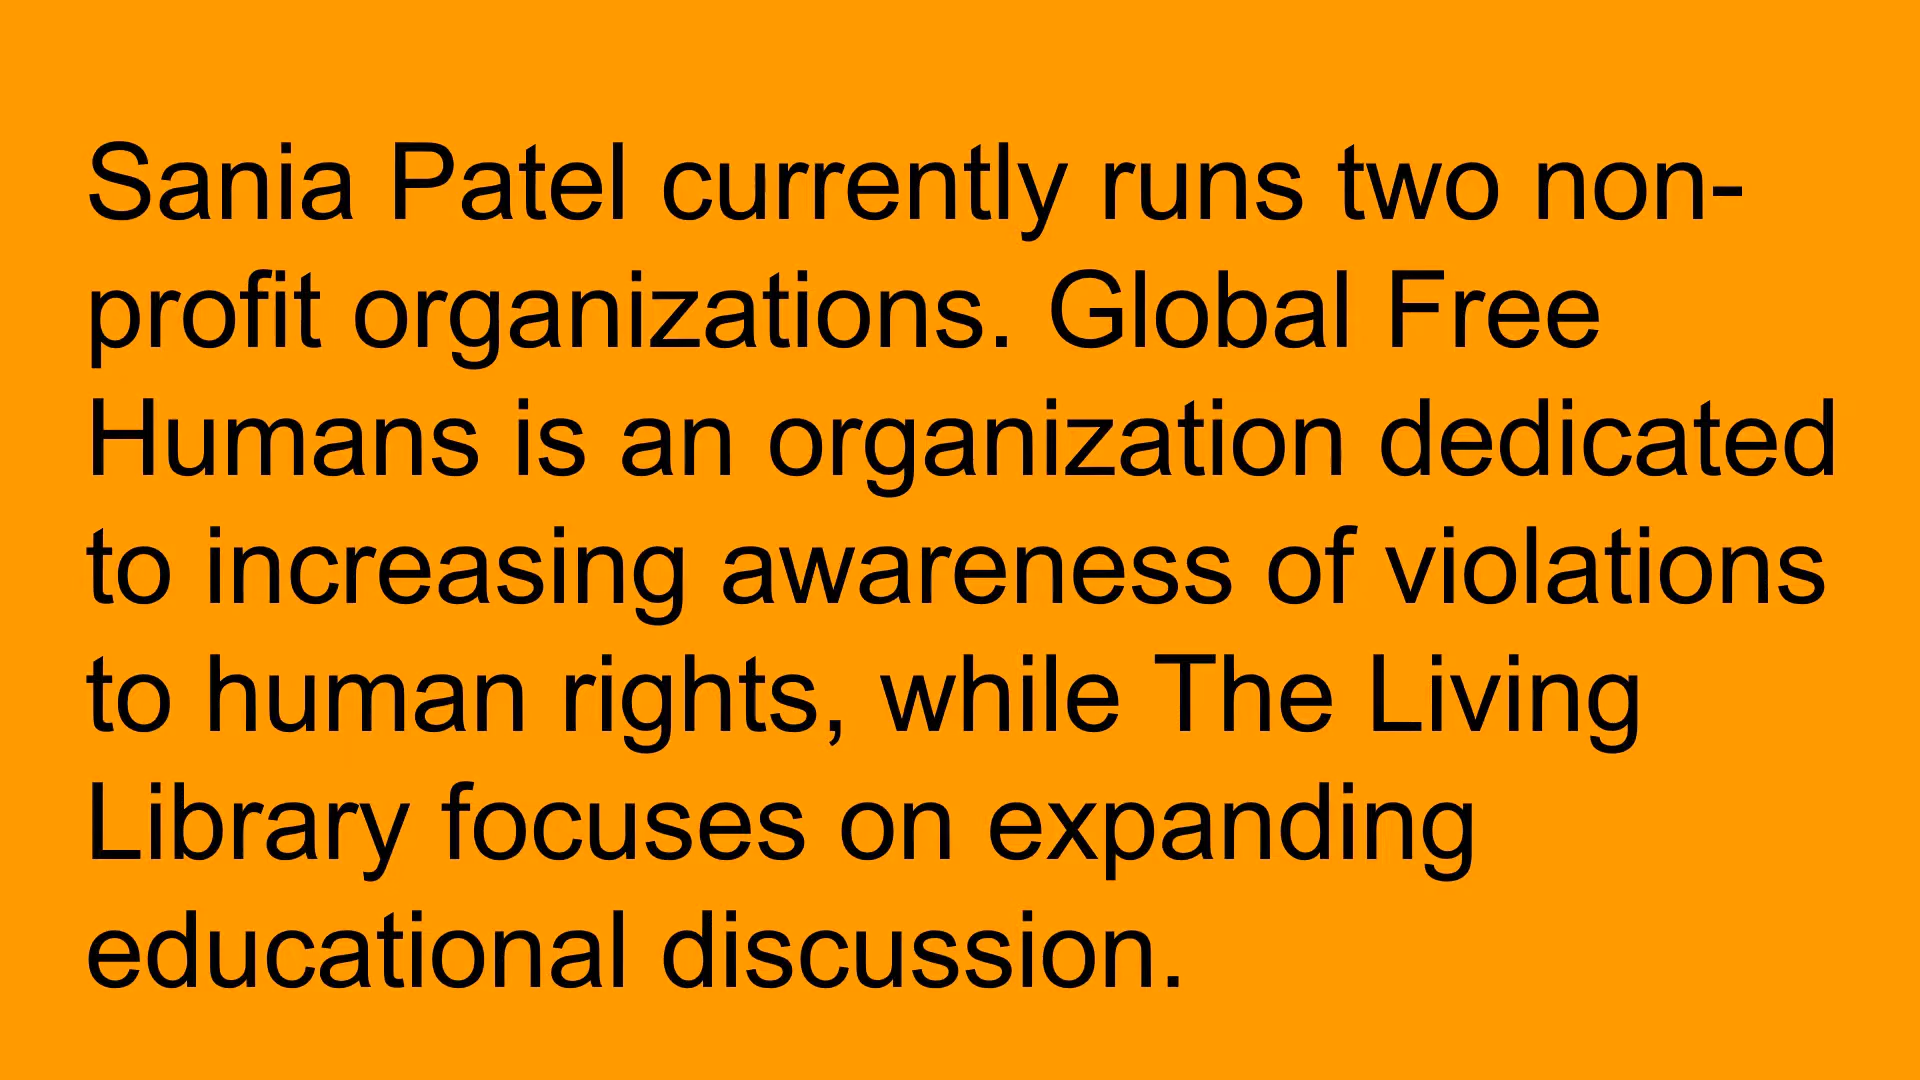 Sania Patel currently runs two non-
profit organizations. Global Free
Humans is an organization dedicated
to increasing awareness of violations
to human rights, while The Living
Library focuses on expanding
educational discussion.